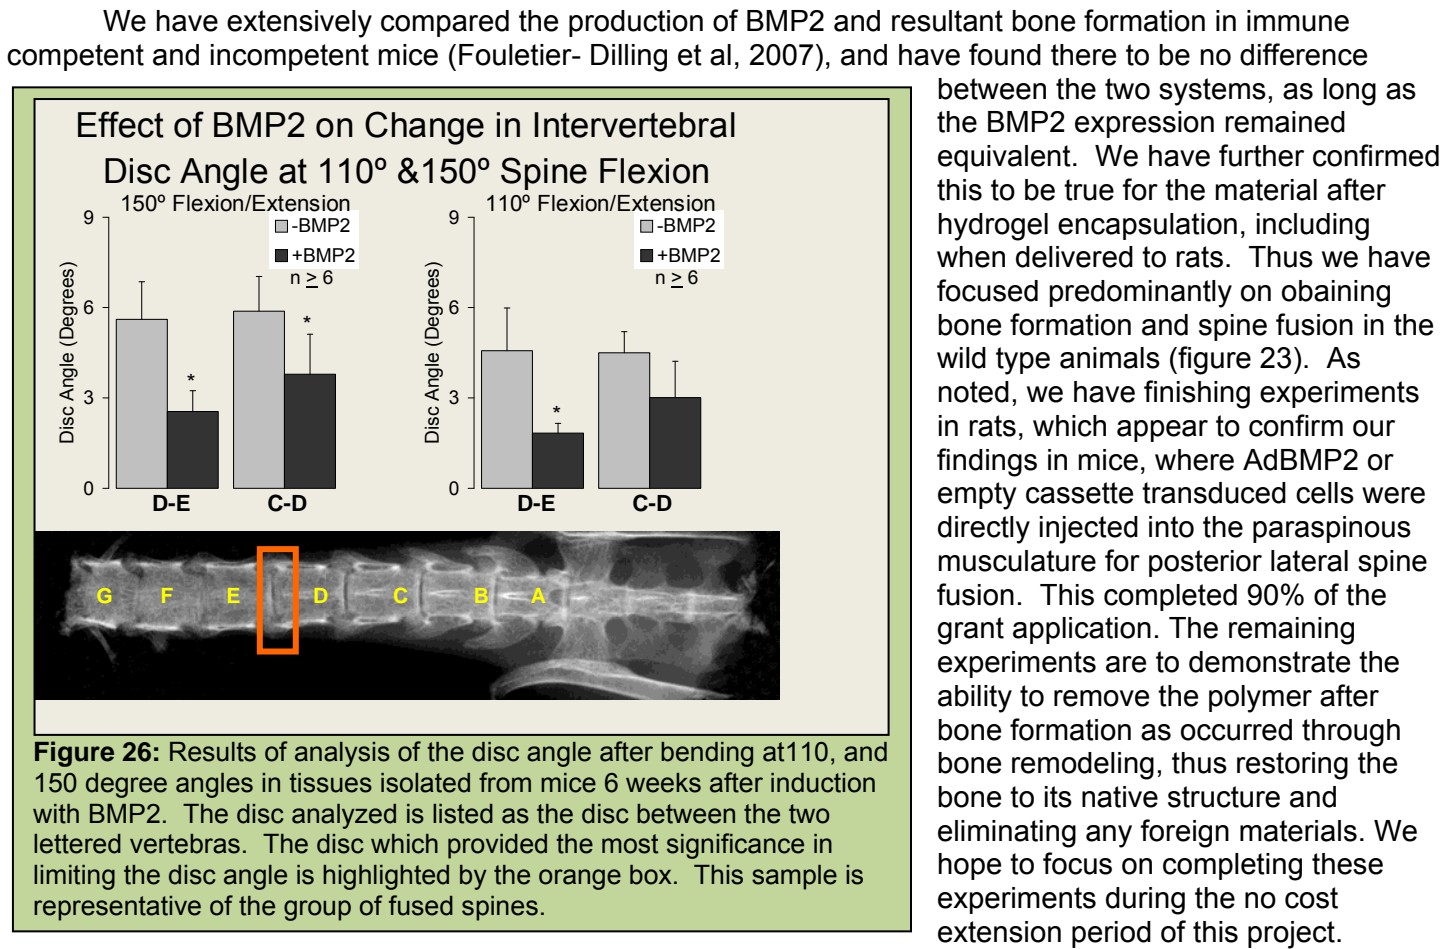 We have extensively compared the production of BMP2 and resultant bone formation in immune
competent and incompetent mice (Fouletier- Dilling et al, 2007), and have found there to be no difference
between the two systems, as long as
the BMP2 expression remained
equivalent.  We have further confirmed
this to be true for the material after
hydrogel encapsulation, including
when delivered to rats.  Thus we have
focused predominantly on obaining
bone formation and spine fusion in the
wild type animals (figure 23).  As
noted, we have finishing experiments
in rats, which appear to confirm our
findings in mice, where AdBMP2 or
empty cassette transduced cells were
directly injected into the paraspinous
musculature for posterior lateral spine
fusion.  This completed 90% of the
grant application. The remaining
experiments are to demonstrate the
ability to remove the polymer after
bone formation as occurred through
bone remodeling, thus restoring the
bone to its native structure and
eliminating any foreign materials. We
hope to focus on completing these
experiments during the no cost
extension period of this project.
Effect of BMP2 on Change in Intervertebral
Disc Angle at 110º &150º Spine Flexion
150º Flexion/Extension
-BMP2
+BMP2
n ≥ 6
Disc Angle (Degrees)
9
6
3
0
*
*
D-E
C-D
110º Flexion/Extension
-BMP2
+BMP2
n ≥ 6
Disc Angle (Degrees)
9
6
3
0
*
D-E
C-D
G F E D C B A
Figure 26: Results of analysis of the disc angle after bending at110, and
150 degree angles in tissues isolated from mice 6 weeks after induction
with BMP2.  The disc analyzed is listed as the disc between the two
lettered vertebras.  The disc which provided the most significance in
limiting the disc angle is highlighted by the orange box.  This sample is
representative of the group of fused spines.